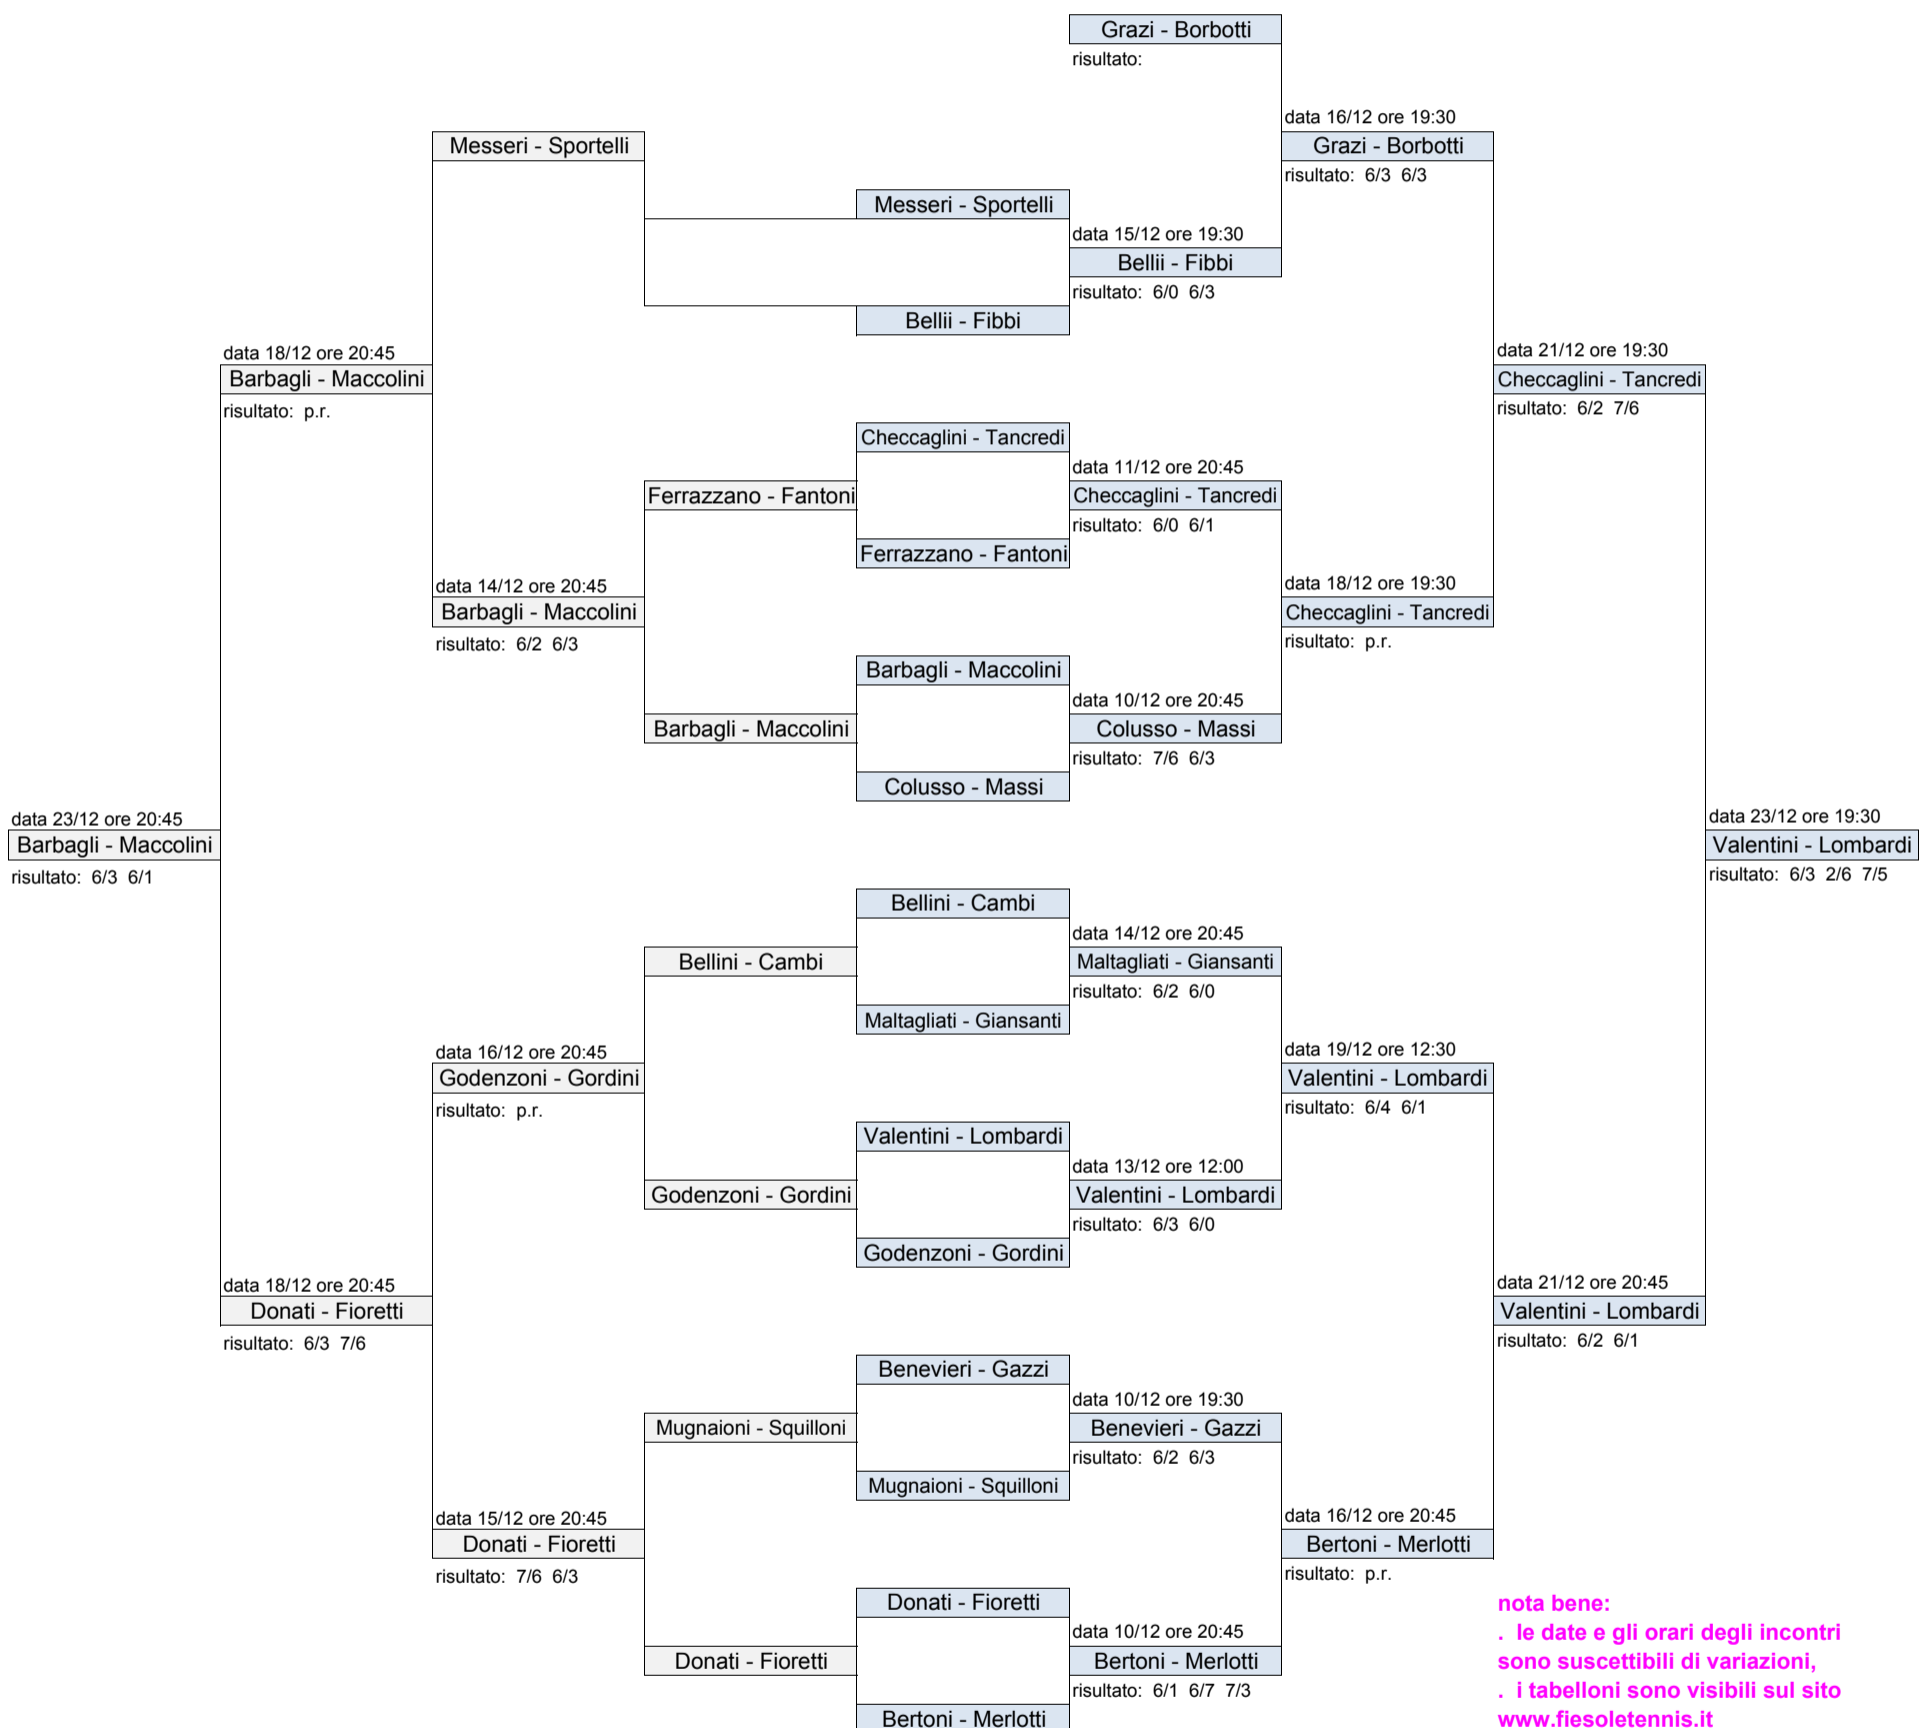 Grazi - Borbotti
risultato:
data 16/12 ore 19:30
Messeri - Sportelli
Grazi - Borbotti
risultato: 6/3 6/3
Messeri - Sportelli
data 15/12 ore 19:30
Bellii - Fibbi
risultato: 6/0 6/3
Bellii - Fibbi
data 18/12 ore 20:45
data 21/12 ore 19:30
Barbagli - Maccolini
Checcaglini - Tancredi
risultato: p.r.
risultato: 6/2 7/6
Checcaglini - Tancredi
data 11/12 ore 20:45
Ferrazzano - Fantoni
Checcaglini - Tancredi
risultato: 6/0 6/1
Ferrazzano - Fantoni
data 14/12 ore 20:45
data 18/12 ore 19:30
Barbagli - Maccolini
Checcaglini - Tancredi
risultato: 6/2 6/3
risultato: p.r.
Barbagli - Maccolini
data 10/12 ore 20:45
Barbagli - Maccolini
Colusso - Massi
risultato: 7/6 6/3
Colusso - Massi
data 23/12 ore 20:45
data 23/12 ore 19:30
Barbagli - Maccolini
Valentini - Lombardi
risultato: 6/3 6/1
risultato: 6/3 2/6 7/5
Bellini - Cambi
data 14/12 ore 20:45
Bellini - Cambi
Maltagliati - Giansanti
risultato: 6/2 6/0
Maltagliati - Giansanti
data 16/12 ore 20:45
data 19/12 ore 12:30
Godenzoni - Gordini
Valentini - Lombardi
risultato: p.r.
risultato: 6/4 6/1
Valentini - Lombardi
data 13/12 ore 12:00
Godenzoni - Gordini
Valentini - Lombardi
risultato: 6/3 6/0
Godenzoni - Gordini
data 18/12 ore 20:45
data 21/12 ore 20:45
Donati - Fioretti
Valentini - Lombardi
risultato: 6/3 7/6
risultato: 6/2 6/1
Benevieri - Gazzi
data 10/12 ore 19:30
Mugnaioni - Squilloni
Benevieri - Gazzi
risultato: 6/2 6/3
Mugnaioni - Squilloni
data 15/12 ore 20:45
data 16/12 ore 20:45
Donati - Fioretti
Bertoni - Merlotti
risultato: 7/6 6/3
risultato: p.r.
Donati - Fioretti
data 10/12 ore 20:45
Donati - Fioretti
Bertoni - Merlotti
risultato: 6/1 6/7 7/3
Bertoni - Merlotti
nota bene:
. le date e gli orari degli incontri
sono suscettibili di variazioni,
. i tabelloni sono visibili sul sito
www.fiesoletennis.it